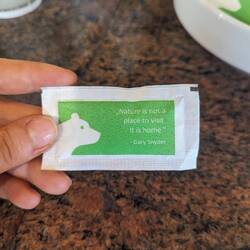 „Nature is not a
place to visit.
It is home."
- Gary Snyder